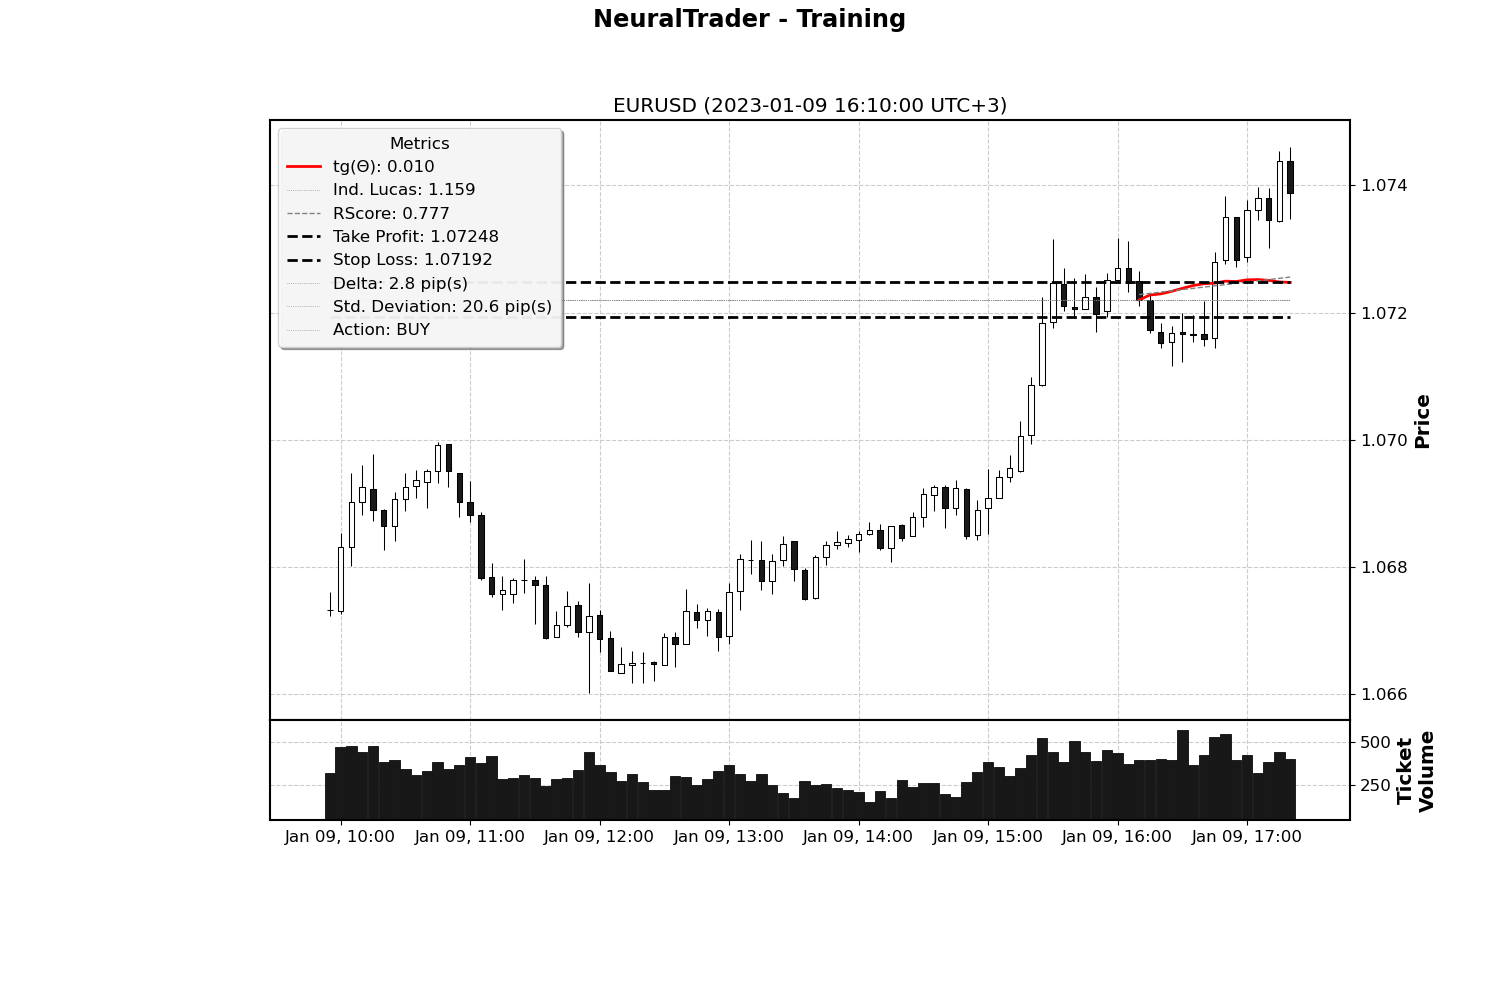 NeuralTrader - Training
EURUSD (2023-01-09 16:10:00 UTC+3)
Metrics
tg(Θ): 0.010
Ind. Lucas: 1.159
RScore: 0.777
Take Profit: 1.07248
Stop Loss: 1.07192
Delta: 2.8 pip(s)
Std. Deviation: 20.6 pip(s)
Action: BUY
1.074
1.072
1.070
1.068
1.066
Price
500
250
Ticket
Volume
Jan 09, 10:00
Jan 09, 11:00
Jan 09, 12:00
Jan 09, 13:00
Jan 09, 14:00
Jan 09, 15:00
Jan 09, 16:00
Jan 09, 17:00